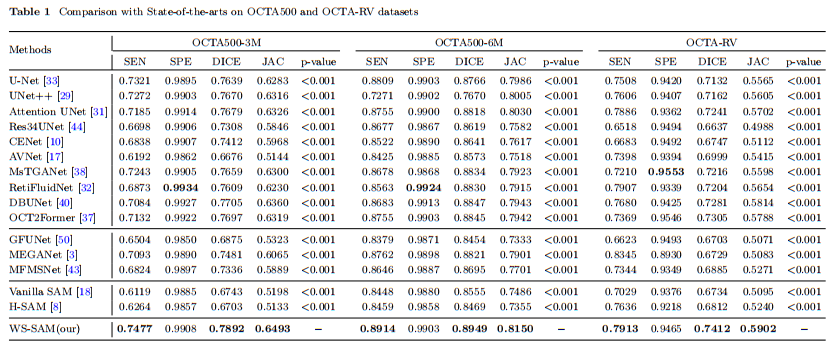 Table 1 Comparison with State-of-the-arts on OCTA500 and OCTA-RV datasets
Methods OCTA500-3M OCTA500-6M OCTA-RV
SEN SPE DICE JAC p-value SEN SPE DICE JAC p-value SEN SPE DICE JAC p-value
U-Net [33] 0.7321 0.9895 0.7639 0.6283 <0.001 0.8809 0.9903 0.8766 0.7986 <0.001 0.7508 0.9420 0.7132 0.5565 <0.001
UNet++ [29] 0.7272 0.9903 0.7670 0.6316 <0.001 0.7271 0.9902 0.7670 0.8005 <0.001 0.7606 0.9407 0.7162 0.5605 <0.001
Attention UNet [31] 0.7185 0.9914 0.7679 0.6326 <0.001 0.8755 0.9900 0.8818 0.8030 <0.001 0.7886 0.9362 0.7241 0.5702 <0.001
Res34UNet [44] 0.6698 0.9906 0.7308 0.5846 <0.001 0.8677 0.9867 0.8619 0.7582 <0.001 0.6518 0.9494 0.6637 0.4988 <0.001
CENet [10] 0.6838 0.9907 0.7412 0.5968 <0.001 0.8522 0.9890 0.8641 0.7617 <0.001 0.6683 0.9492 0.6747 0.5112 <0.001
AVNet [17] 0.6192 0.9862 0.6676 0.5144 <0.001 0.8425 0.9885 0.8573 0.7518 <0.001 0.7398 0.9394 0.6999 0.5415 <0.001
MsTGANet [38] 0.7243 0.9905 0.7659 0.6300 <0.001 0.8678 0.9868 0.8834 0.7923 <0.001 0.7210 0.9553 0.7216 0.5598 <0.001
RetiFluidNet [32] 0.6873 0.9934 0.7609 0.6230 <0.001 0.8563 0.9924 0.8830 0.7915 <0.001 0.7907 0.9339 0.7204 0.5654 <0.001
DBUNet [40] 0.7084 0.9927 0.7705 0.6360 <0.001 0.8683 0.9913 0.8847 0.7943 <0.001 0.7680 0.9425 0.7281 0.5814 <0.001
OCT2Former [37] 0.7132 0.9922 0.7697 0.6319 <0.001 0.8755 0.9903 0.8845 0.7942 <0.001 0.7369 0.9546 0.7305 0.5788 <0.001
GFUNet [50] 0.6504 0.9850 0.6875 0.5323 <0.001 0.8379 0.9871 0.8454 0.7333 <0.001 0.6623 0.9493 0.6703 0.5071 <0.001
MEGANet [3] 0.7093 0.9890 0.7481 0.6065 <0.001 0.8762 0.9898 0.8821 0.7901 <0.001 0.8345 0.8930 0.6729 0.5083 <0.001
MFMSNet [43] 0.6824 0.9897 0.7336 0.5889 <0.001 0.8646 0.9887 0.8695 0.7701 <0.001 0.7344 0.9349 0.6885 0.5271 <0.001
Vanilla SAM [18] 0.6119 0.9885 0.6743 0.5198 <0.001 0.8448 0.9880 0.8555 0.7486 <0.001 0.7029 0.9376 0.6734 0.5095 <0.001
H-SAM [8] 0.6264 0.9857 0.6703 0.5133 <0.001 0.8459 0.9858 0.8469 0.7355 <0.001 0.7636 0.9218 0.6812 0.5240 <0.001
WS-SAM(our) 0.7477 0.9908 0.7892 0.6493 – 0.8914 0.9903 0.8949 0.8150 – 0.7913 0.9465 0.7412 0.5902 –